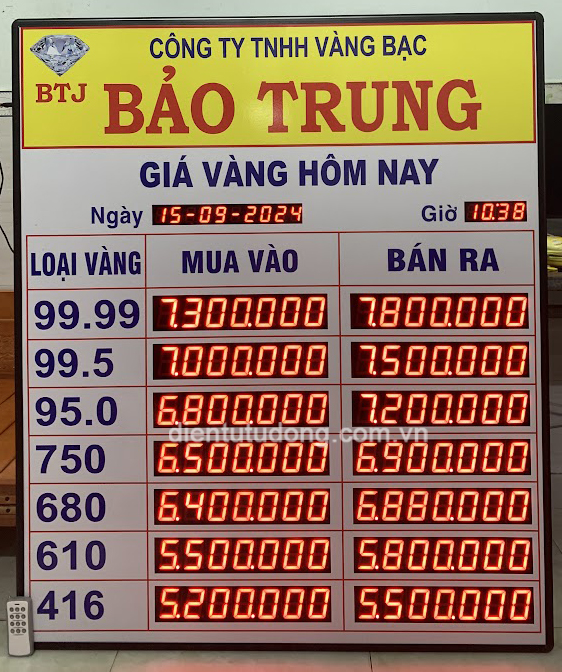 CÔNG TY TNHH VÀNG BẠC
BTJ BẢO TRUNG
GIÁ VÀNG HÔM NAY
Ngày 15-09-2024 Giờ 10:38
LOẠI VÀNG MUA VÀO BÁN RA
99.99 7.300.000 7.800.000
99.5 7.000.000 7.500.000
95.0 6.800.000 7.200.000
dientutudong.com.vn
750 6.500.000 6.900.000
680 6.400.000 6.880.000
610 5.500.000 5.800.000
416 5.200.000 5.500.000